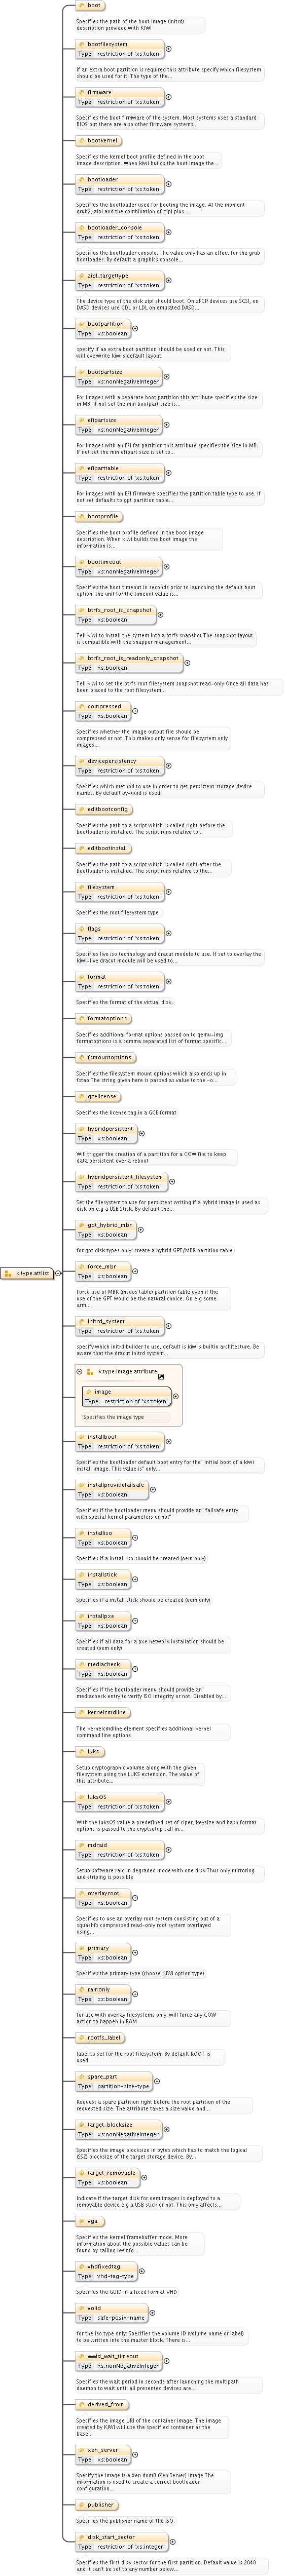 boot
Specifies the path of the boot image (initrd)
description provided with KIWI
bootfilesystem
Type restriction of 'xs:token'
if an extra boot partition is required this attribute specify which filesystem
should be used for it. The type of the...
firmware
Type restriction of 'xs:token'
Specifies the boot firmware of the system. Most systems uses a standard
BIOS but there are also other firmware systems...
bootkernel
Specifies the kernel boot profile defined in the boot
image description. When kiwi builds the boot image the...
bootloader
Type restriction of 'xs:token'
Specifies the bootloader used for booting the image. At the moment
grub2, zipl and the combination of zipl plus...
bootloader_console
Type restriction of 'xs:token'
Specifies the bootloader console. The value only has an effect for the grub
bootloader. By default a graphics console...
zipl_targettype
Type restriction of 'xs:token'
The device type of the disk zipl should boot. On zFCP devices use SCSI, on
DASD devices use CDL or LDL on emulated DASD...
bootpartition
Type xs:boolean
specify if an extra boot partition should be used or not. This
will overwrite kiwi's default layout
bootpartsize
Type xs:nonNegativeInteger
For images with a separate boot partition this attribute specifies the size
in MB. If not set the min bootpart size is...
efipartsize
Type xs:nonNegativeInteger
For images with an EFI fat partition this attribute specifies the size in MB.
If not set the min efipart size is set to...
efiparttable
Type restriction of 'xs:token'
For images with an EFI firmware specifies the partition table type to use. If
not set defaults to gpt partition table...
bootprofile
Specifies the boot profile defined in the boot image
description. When kiwi builds the boot image the
information is...
boottimeout
Type xs:nonNegativeInteger
Specifies the boot timeout in seconds prior to launching the default boot
option. the unit for the timeout value is...
btrfs_root_is_snapshot
Type xs:boolean
Tell kiwi to install the system into a btrfs snapshot The snapshot layout
is compatible with the snapper management...
btrfs_root_is_readonly_snapshot
Type xs:boolean
Tell kiwi to set the btrfs root filesystem snapshot read-only Once all data has
been placed to the root filesystem...
compressed
Type xs:boolean
Specifies whether the image output file should be
compressed or not. This makes only sense for filesystem only
images...
devicepersistency
Type restriction of 'xs:token'
Specifies which method to use in order to get persistent storage device
names. By default by-uuid is used.
editbootconfig
Specifies the path to a script which is called right before the
bootloader is installed. The script runs relative to...
editbootinstall
Specifies the path to a script which is called right after the
bootloader is installed. The script runs relative to the...
filesystem
Type restriction of 'xs:token'
Specifies the root filesystem type
flags
Type restriction of 'xs:token'
Specifies live iso technology and dracut module to use. If set to overlay the
kiwi-live dracut module will be used to...
format
Type restriction of 'xs:token'
Specifies the format of the virtual disk.
formatoptions
Specifies additional format options passed on to qemu-img
formatoptions is a comma separated list of format specific...
fsmountoptions
Specifies the filesystem mount options which also ends up in
fstab The string given here is passed as value to the -o...
gcelicense
Specifies the license tag in a GCE format
hybridpersistent
Type xs:boolean
Will trigger the creation of a partition for a COW file to keep
data persistent over a reboot
hybridpersistent_filesystem
Type restriction of 'xs:token'
Set the filesystem to use for persistent writing if a hybrid image is used as
disk on e.g a USB Stick. By default the...
gpt_hybrid_mbr
Type xs:boolean
for gpt disk types only: create a hybrid GPT/MBR partition table
k.type.attlist
force_mbr
Type xs:boolean
Force use of MBR (msdos table) partition table even if the
use of the GPT would be the natural choice. On e.g some
arm...
initrd_system
Type restriction of 'xs:token'
specify which initrd builder to use, default is kiwi's builtin architecture. Be
aware that the dracut initrd system...
k.type.image.attribute
image
Type restriction of 'xs:token'
Specifies the image type
installboot
Type restriction of 'xs:token'
Specifies the bootloader default boot entry for the" initial boot of a kiwi
install image. This value is" only...
installprovidefailsafe
Type xs:boolean
Specifies if the bootloader menu should provide an" failsafe entry
with special kernel parameters or not"
installiso
Type xs:boolean
Specifies if a install iso should be created (oem only)
installstick
Type xs:boolean
Specifies if a install stick should be created (oem only)
installpxe
Type xs:boolean
Specifies if all data for a pxe network installation should be
created (oem only)
mediacheck
Type xs:boolean
Specifies if the bootloader menu should provide an"
mediacheck entry to verify ISO integrity or not. Disabled by...
kernelcmdline
The kernelcmdline element specifies additional kernel
command line options
luks
Setup cryptographic volume along with the given
filesystem using the LUKS extension. The value of
this attribute...
luksOS
Type restriction of 'xs:token'
With the luksOS value a predefined set of ciper, keysize and hash format
options is passed to the cryptsetup call in...
mdraid
Type restriction of 'xs:token'
Setup software raid in degraded mode with one disk Thus only mirroring
and striping is possible
overlayroot
Type xs:boolean
Specifies to use an overlay root system consisting out of a
squashfs compressed read-only root system overlayed
using...
primary
Type xs:boolean
Specifies the primary type (choose KIWI option type)
ramonly
Type xs:boolean
for use with overlay filesystems only: will force any COW
action to happen in RAM
rootfs_label
label to set for the root filesystem. By default ROOT is
used
spare_part
Type partition-size-type
Request a spare partition right before the root partition of the
requested size. The attribute takes a size value and...
target_blocksize
Type xs:nonNegativeInteger
Specifies the image blocksize in bytes which has to match the logical
(SSZ) blocksize of the target storage device. By...
target_removable
Type xs:boolean
Indicate if the target disk for oem images is deployed to a
removable device e.g a USB stick or not. This only affects...
vga
Specifies the kernel framebuffer mode. More
information about the possible values can be
found by calling hwinfo...
vhdfixedtag
Type vhd-tag-type
Specifies the GUID in a fixed format VHD
volid
Type safe-posix-name
for the iso type only: Specifies the volume ID (volume name or label)
to be written into the master block. There is...
wwid_wait_timeout
Type xs:nonNegativeInteger
Specifies the wait period in seconds after launching the multipath
daemon to wait until all presented devices are...
derived_from
Specifies the image URI of the container image. The image
created by KIWI will use the specified container as the
base...
xen_server
Type xs:boolean
Specify the image is a Xen dom0 (Xen Server) image The
information is used to create a correct bootloader
configuration...
publisher
Specifies the publisher name of the ISO.
disk_start_sector
Type restriction of 'xs:integer'
Specifies the first disk sector for the first partition. Default value is 2048
and it can't be set to any number below...